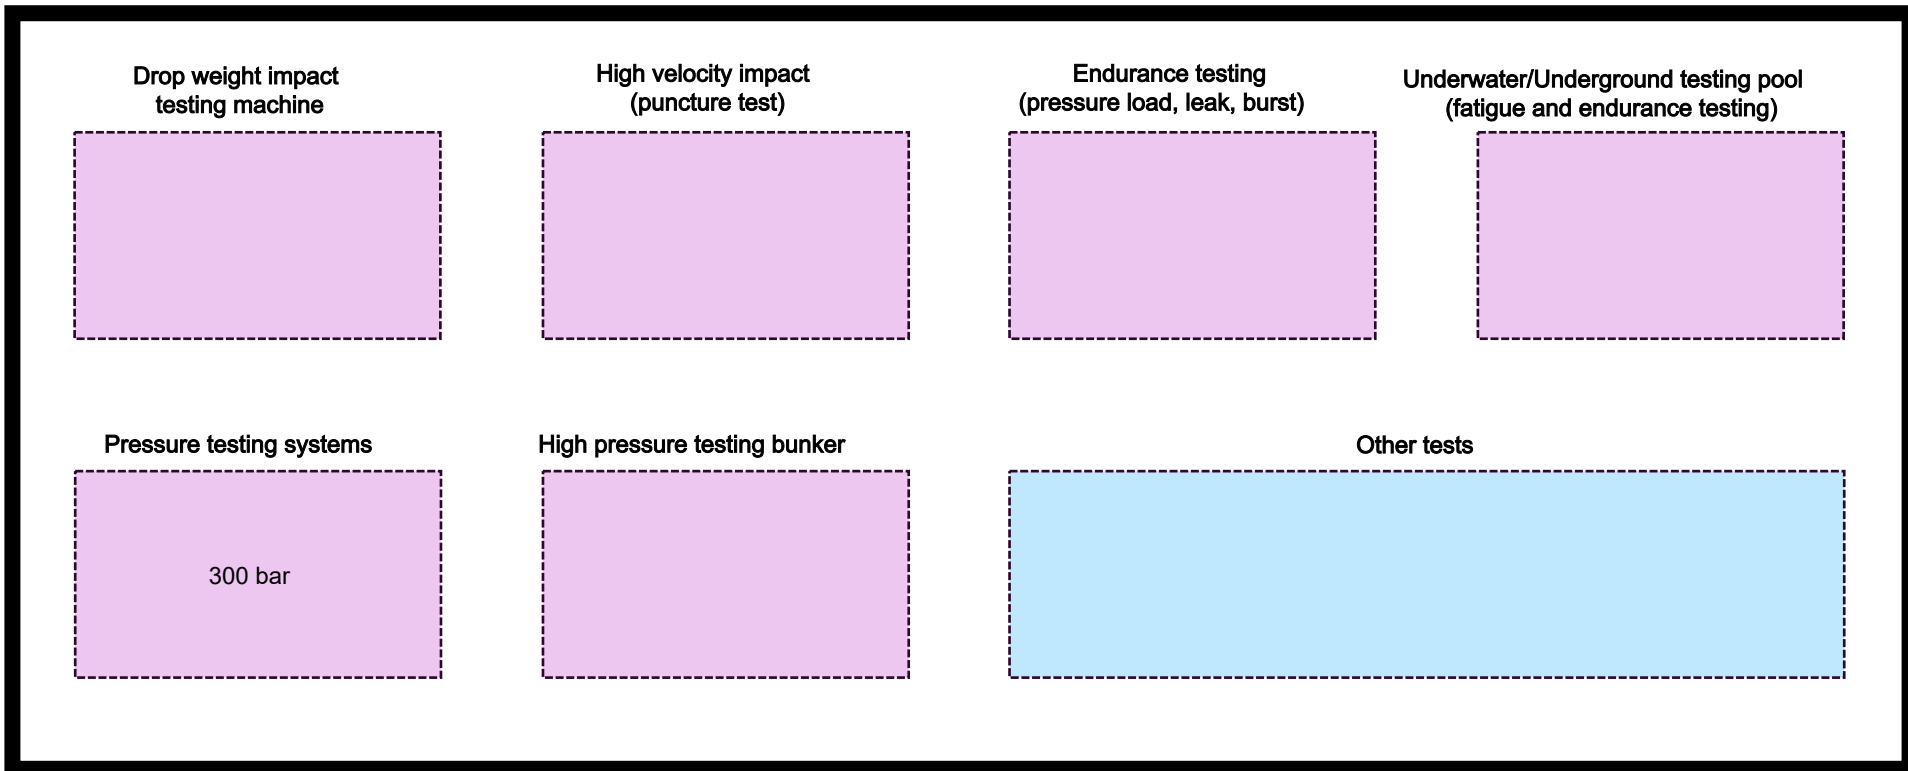 Drop weight impact
testing machine
High velocity impact
(puncture test)
Endurance testing
(pressure load, leak, burst)
Underwater/Underground testing pool
(fatigue and endurance testing)
Pressure testing systems
High pressure testing bunker
Other tests
300 bar